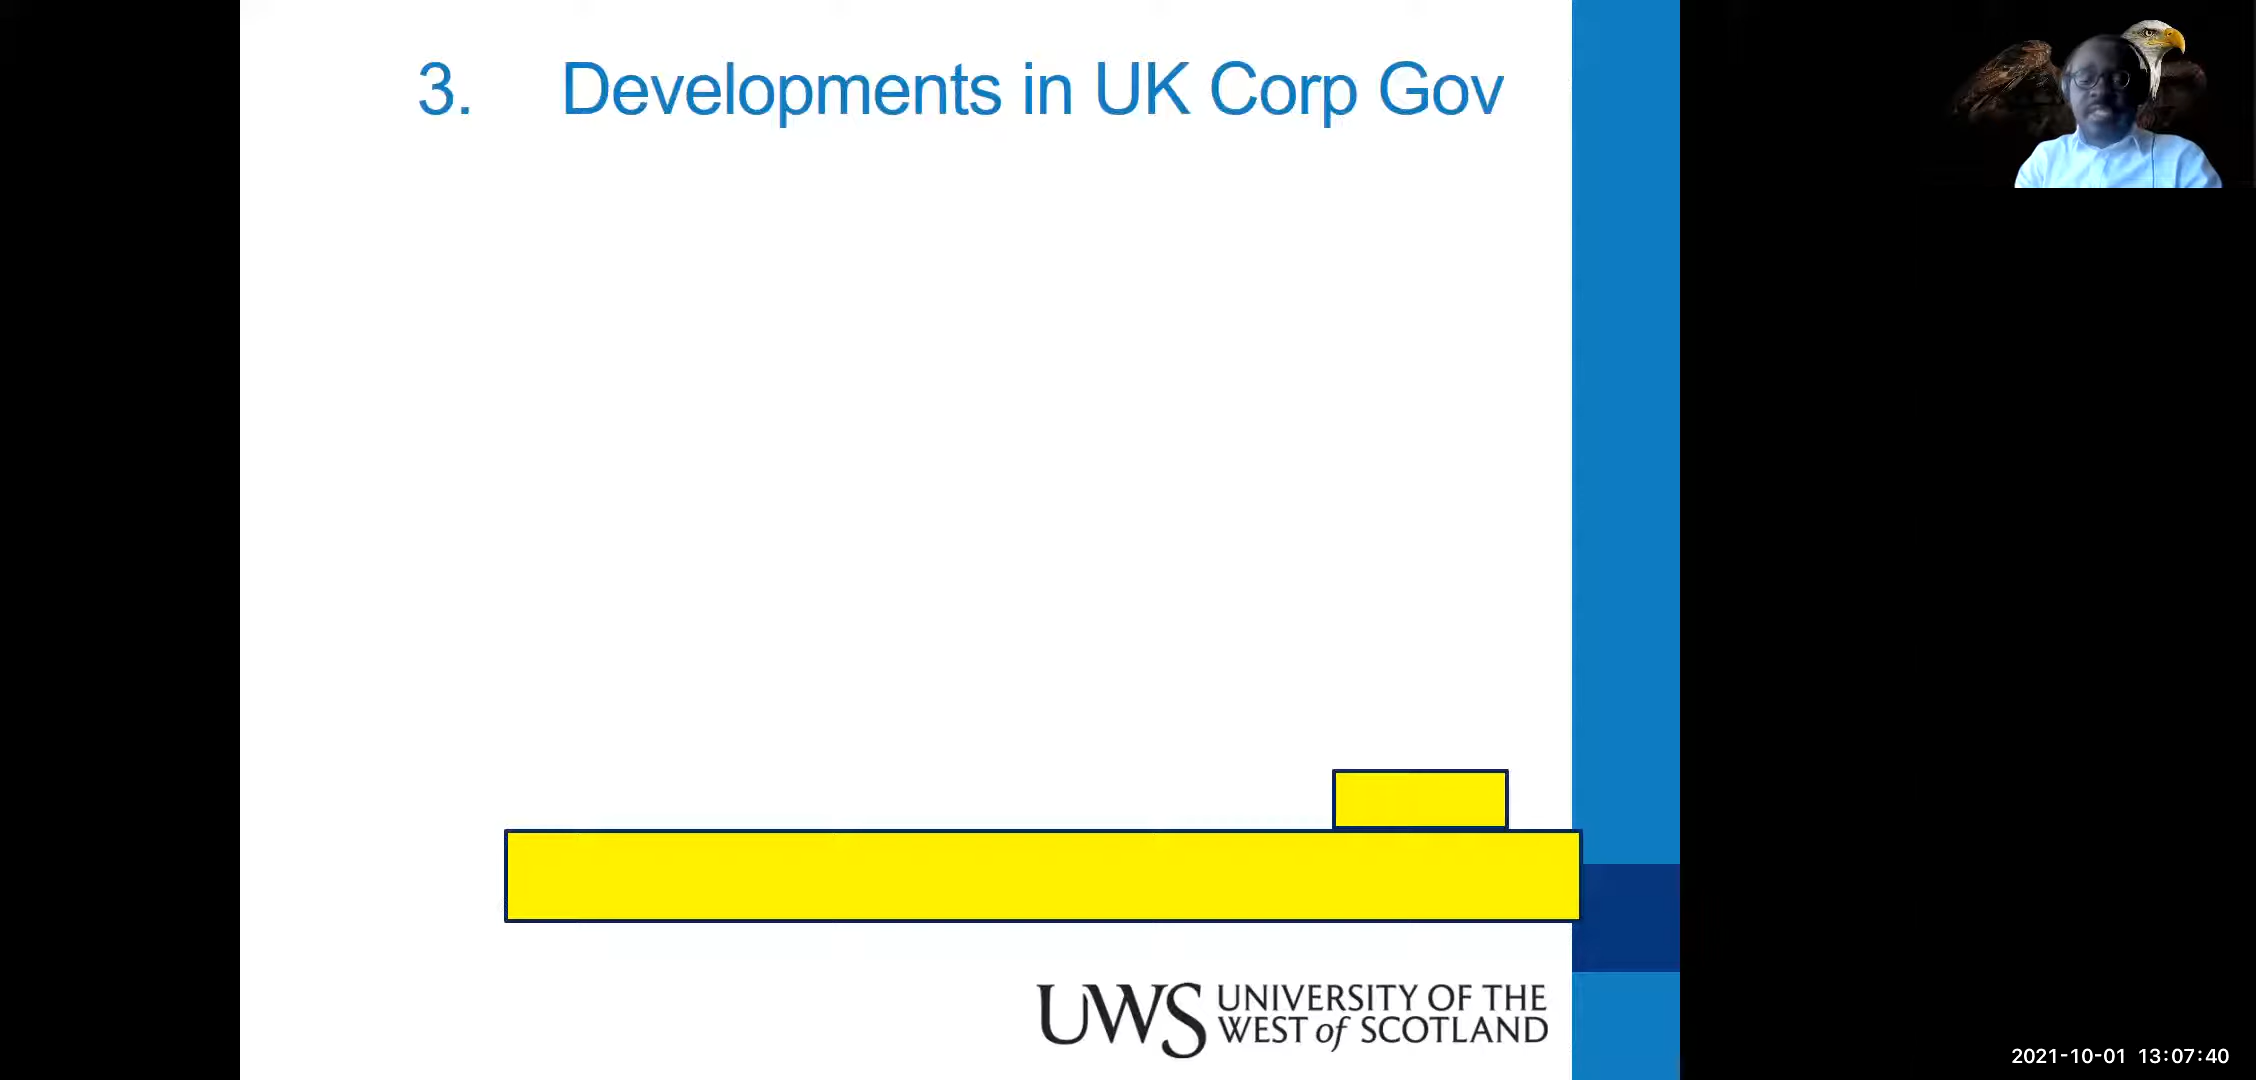 3. Developments in UK Corp Gov
UWS UNIVERSITY OF THE
WEST of SCOTLAND
2021-10-01 13:07:40